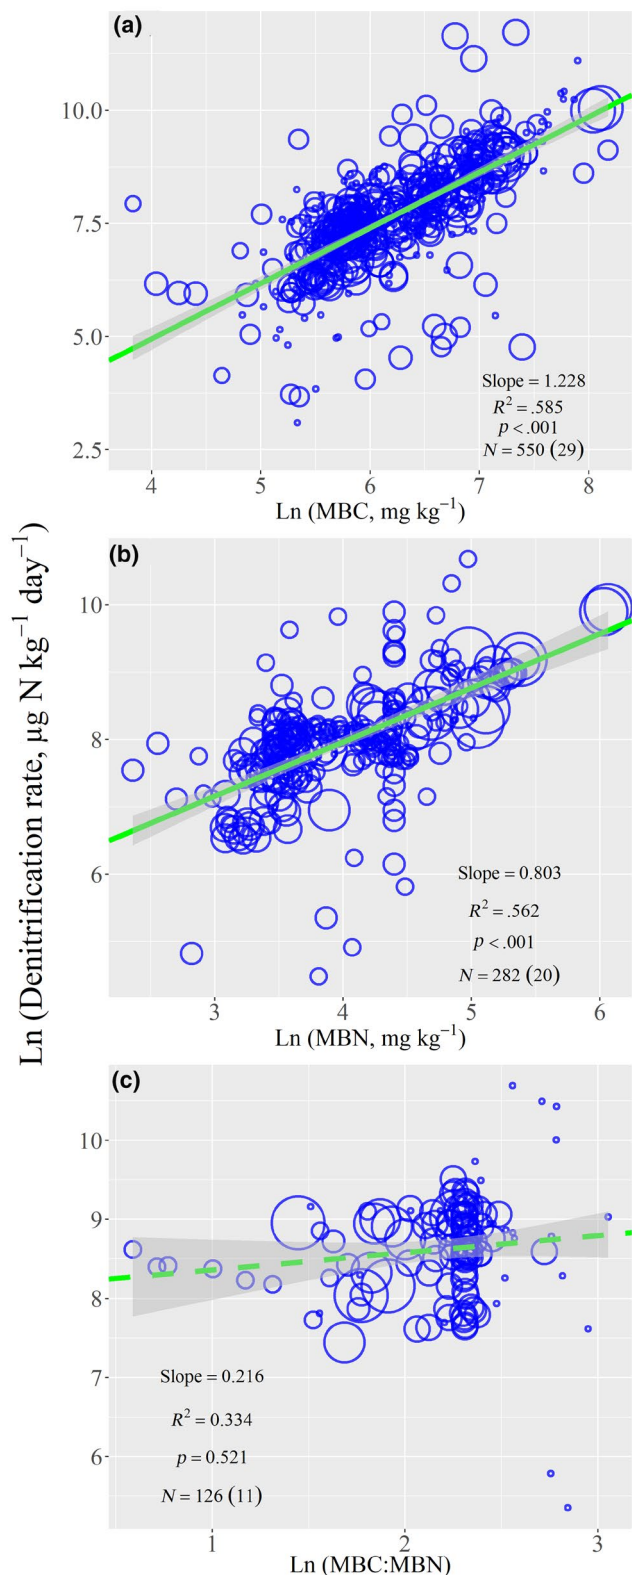 Ln (Denitrification rate, µg N kg⁻¹ day⁻¹)
(a)
10.0
7.5
5.0
2.5
Slope = 1.228
R² = .585
p < .001
N = 550 (29)
4 5 6 7 8
Ln (MBC, mg kg⁻¹)
(b)
10
8
6
Slope = 0.803
R² = .562
p < .001
N = 282 (20)
3 4 5 6
Ln (MBN, mg kg⁻¹)
(c)
10
9
8
7
6
Slope = 0.216
R² = 0.334
p = 0.521
N = 126 (11)
1 2 3
Ln (MBC:MBN)